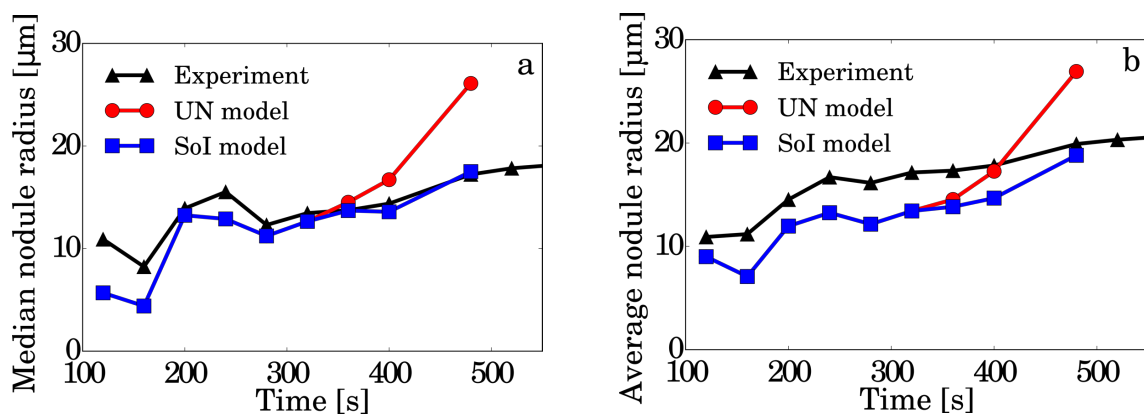 Median nodule radius [µm]
30
20
10
0
a
Experiment
UN model
SoI model
100 200 300 400 500
Time [s]
Average nodule radius [µm]
30
20
10
0
b
Experiment
UN model
SoI model
100 200 300 400 500
Time [s]